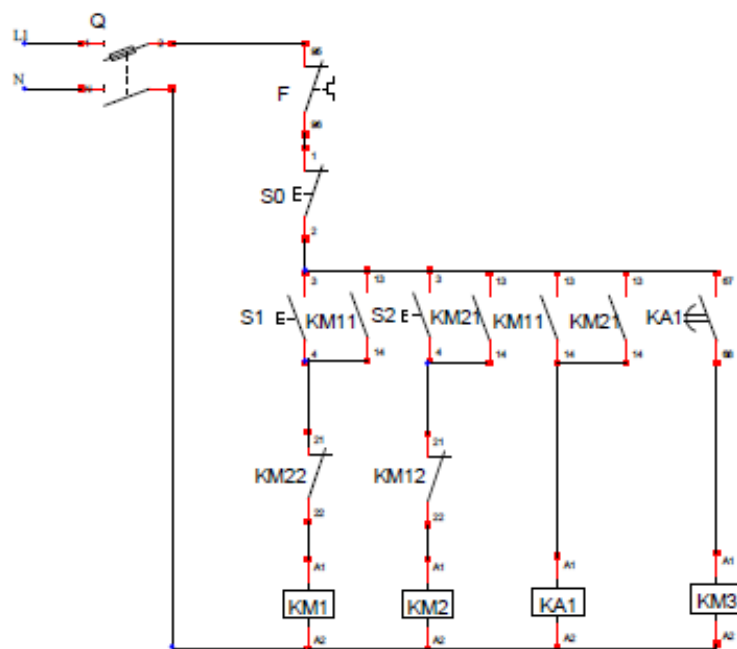 Q
L1 1 2
N N
95
F
96
1
S0 E
2
3 13 3 13 13 13 67
S1 E KM11 S2 E KM21 KM11 KM21 KA1
4 14 4 14 14 14 68
21 21
KM22 KM12
22 22
A1 A1 A1 A1
KM1 KM2 KA1 KM3
A2 A2 A2 A2